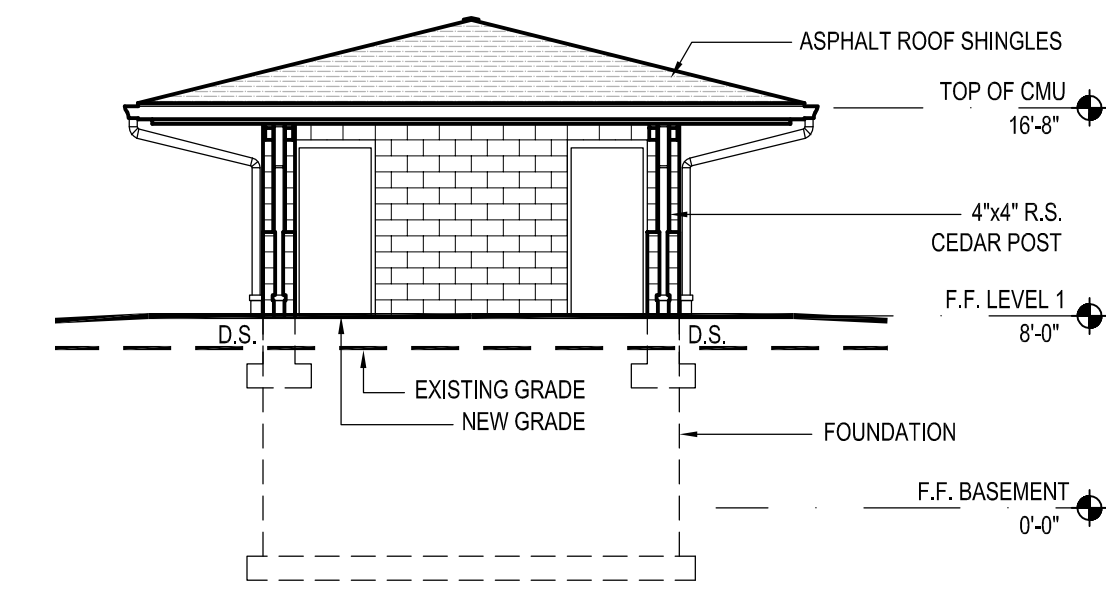 ASPHALT ROOF SHINGLES
TOP OF CMU
16'-8"
4"x4" R.S.
CEDAR POST
F.F. LEVEL 1
8'-0"
D.S.
D.S.
EXISTING GRADE
NEW GRADE
FOUNDATION
F.F. BASEMENT
0'-0"